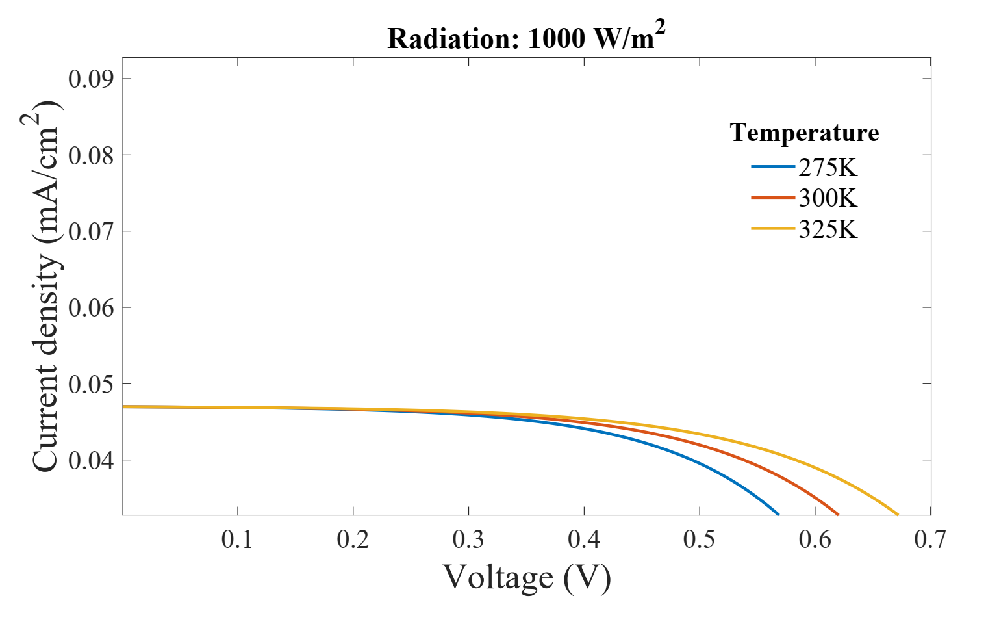 Radiation: 1000 W/m²
Current density (mA/cm²)
0.09
0.08
0.07
0.06
0.05
0.04
Temperature
275K
300K
325K
0.1 0.2 0.3 0.4 0.5 0.6 0.7
Voltage (V)